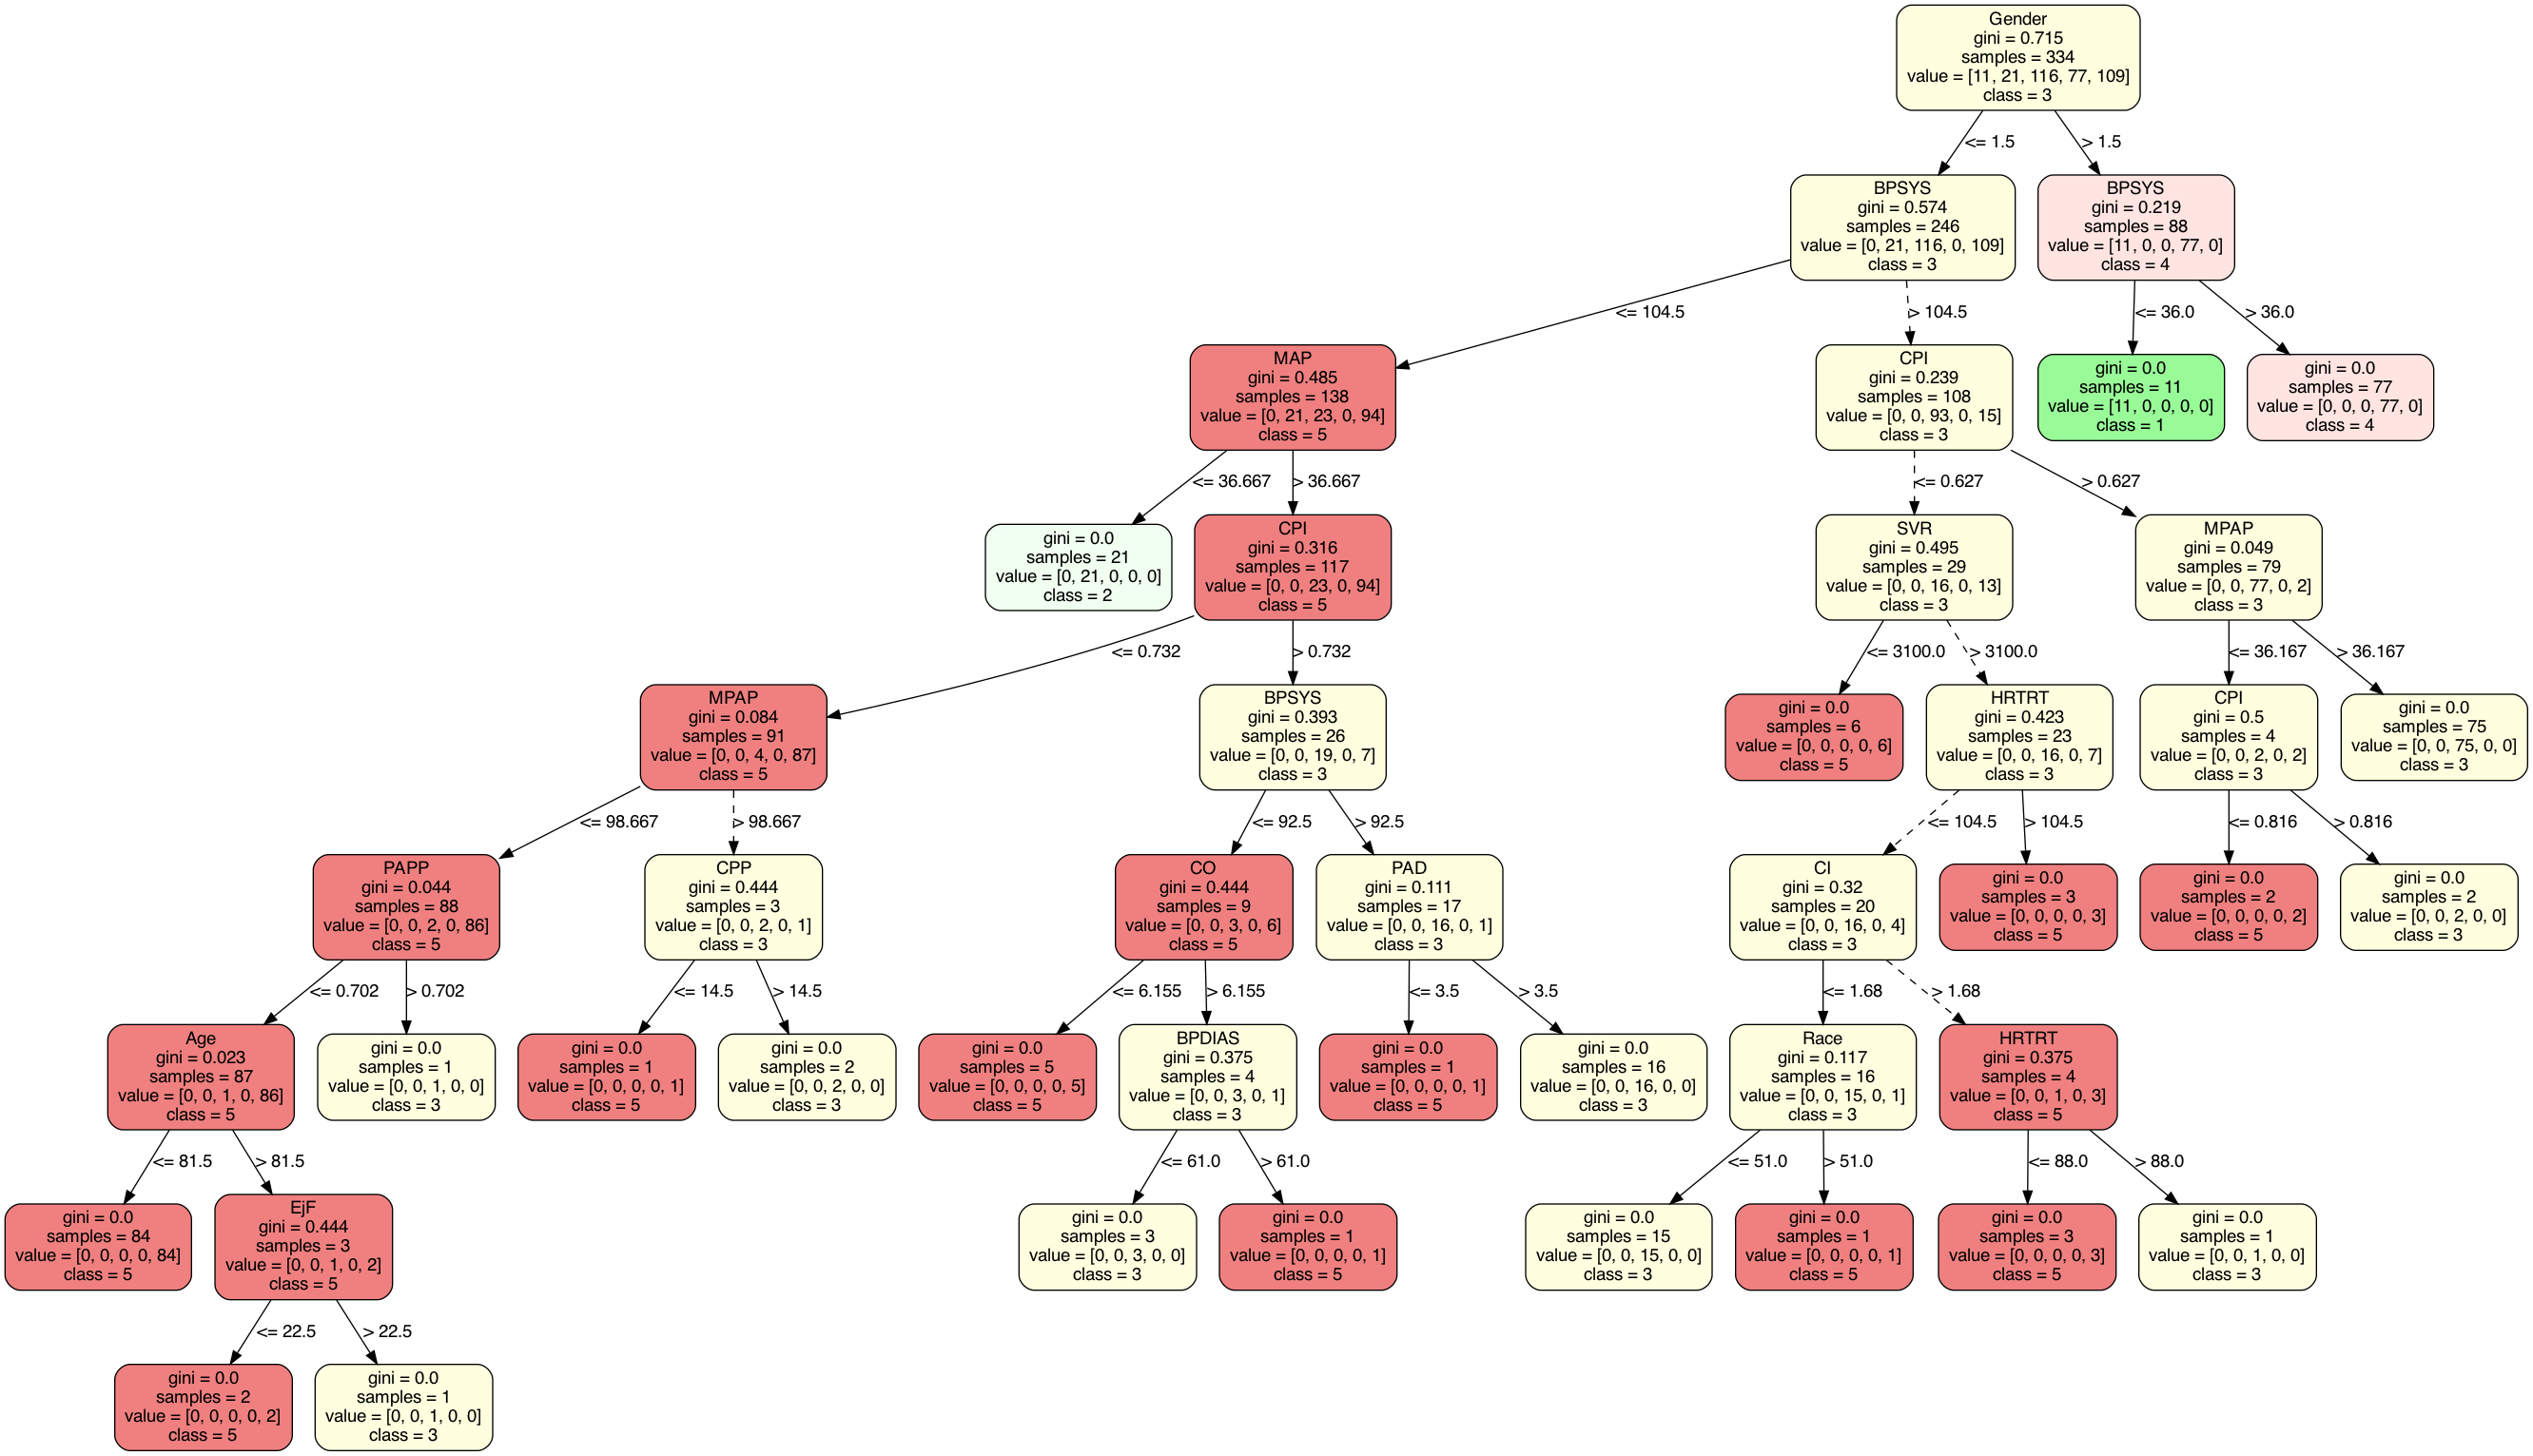 Gender
gini = 0.715
samples = 334
value = [11, 21, 116, 77, 109]
class = 3
<= 1.5
> 1.5
BPSYS
gini = 0.574
samples = 246
value = [0, 21, 116, 0, 109]
class = 3
BPSYS
gini = 0.219
samples = 88
value = [11, 0, 0, 77, 0]
class = 4
<= 104.5
> 104.5
<= 36.0
> 36.0
MAP
gini = 0.485
samples = 138
value = [0, 21, 23, 0, 94]
class = 5
CPI
gini = 0.239
samples = 108
value = [0, 0, 93, 0, 15]
class = 3
gini = 0.0
samples = 11
value = [11, 0, 0, 0, 0]
class = 1
gini = 0.0
samples = 77
value = [0, 0, 0, 77, 0]
class = 4
<= 36.667
> 36.667
<= 0.627
> 0.627
gini = 0.0
samples = 21
value = [0, 21, 0, 0, 0]
class = 2
CPI
gini = 0.316
samples = 117
value = [0, 0, 23, 0, 94]
class = 5
SVR
gini = 0.495
samples = 29
value = [0, 0, 16, 0, 13]
class = 3
MPAP
gini = 0.049
samples = 79
value = [0, 0, 77, 0, 2]
class = 3
<= 0.732
> 0.732
<= 3100.0
> 3100.0
<= 36.167
> 36.167
MPAP
gini = 0.084
samples = 91
value = [0, 0, 4, 0, 87]
class = 5
BPSYS
gini = 0.393
samples = 26
value = [0, 0, 19, 0, 7]
class = 3
gini = 0.0
samples = 6
value = [0, 0, 0, 0, 6]
class = 5
HRTRT
gini = 0.423
samples = 23
value = [0, 0, 16, 0, 7]
class = 3
CPI
gini = 0.5
samples = 4
value = [0, 0, 2, 0, 2]
class = 3
gini = 0.0
samples = 75
value = [0, 0, 75, 0, 0]
class = 3
<= 98.667
> 98.667
<= 92.5
> 92.5
<= 104.5
> 104.5
<= 0.816
> 0.816
PAPP
gini = 0.044
samples = 88
value = [0, 0, 2, 0, 86]
class = 5
CPP
gini = 0.444
samples = 3
value = [0, 0, 2, 0, 1]
class = 3
CO
gini = 0.444
samples = 9
value = [0, 0, 3, 0, 6]
class = 5
PAD
gini = 0.111
samples = 17
value = [0, 0, 16, 0, 1]
class = 3
CI
gini = 0.32
samples = 20
value = [0, 0, 16, 0, 4]
class = 3
gini = 0.0
samples = 3
value = [0, 0, 0, 0, 3]
class = 5
gini = 0.0
samples = 2
value = [0, 0, 0, 0, 2]
class = 5
gini = 0.0
samples = 2
value = [0, 0, 2, 0, 0]
class = 3
<= 0.702
> 0.702
<= 14.5
> 14.5
<= 6.155
> 6.155
<= 3.5
> 3.5
<= 1.68
> 1.68
Age
gini = 0.023
samples = 87
value = [0, 0, 1, 0, 86]
class = 5
gini = 0.0
samples = 1
value = [0, 0, 1, 0, 0]
class = 3
gini = 0.0
samples = 1
value = [0, 0, 0, 0, 1]
class = 5
gini = 0.0
samples = 2
value = [0, 0, 2, 0, 0]
class = 3
gini = 0.0
samples = 5
value = [0, 0, 0, 0, 5]
class = 5
BPDIAS
gini = 0.375
samples = 4
value = [0, 0, 3, 0, 1]
class = 3
gini = 0.0
samples = 1
value = [0, 0, 0, 0, 1]
class = 5
gini = 0.0
samples = 16
value = [0, 0, 16, 0, 0]
class = 3
Race
gini = 0.117
samples = 16
value = [0, 0, 15, 0, 1]
class = 3
HRTRT
gini = 0.375
samples = 4
value = [0, 0, 1, 0, 3]
class = 5
<= 81.5
> 81.5
<= 61.0
> 61.0
<= 51.0
> 51.0
<= 88.0
> 88.0
gini = 0.0
samples = 84
value = [0, 0, 0, 0, 84]
class = 5
EjF
gini = 0.444
samples = 3
value = [0, 0, 1, 0, 2]
class = 5
gini = 0.0
samples = 3
value = [0, 0, 3, 0, 0]
class = 3
gini = 0.0
samples = 1
value = [0, 0, 0, 0, 1]
class = 5
gini = 0.0
samples = 15
value = [0, 0, 15, 0, 0]
class = 3
gini = 0.0
samples = 1
value = [0, 0, 0, 0, 1]
class = 5
gini = 0.0
samples = 3
value = [0, 0, 0, 0, 3]
class = 5
gini = 0.0
samples = 1
value = [0, 0, 1, 0, 0]
class = 3
<= 22.5
> 22.5
gini = 0.0
samples = 2
value = [0, 0, 0, 0, 2]
class = 5
gini = 0.0
samples = 1
value = [0, 0, 1, 0, 0]
class = 3